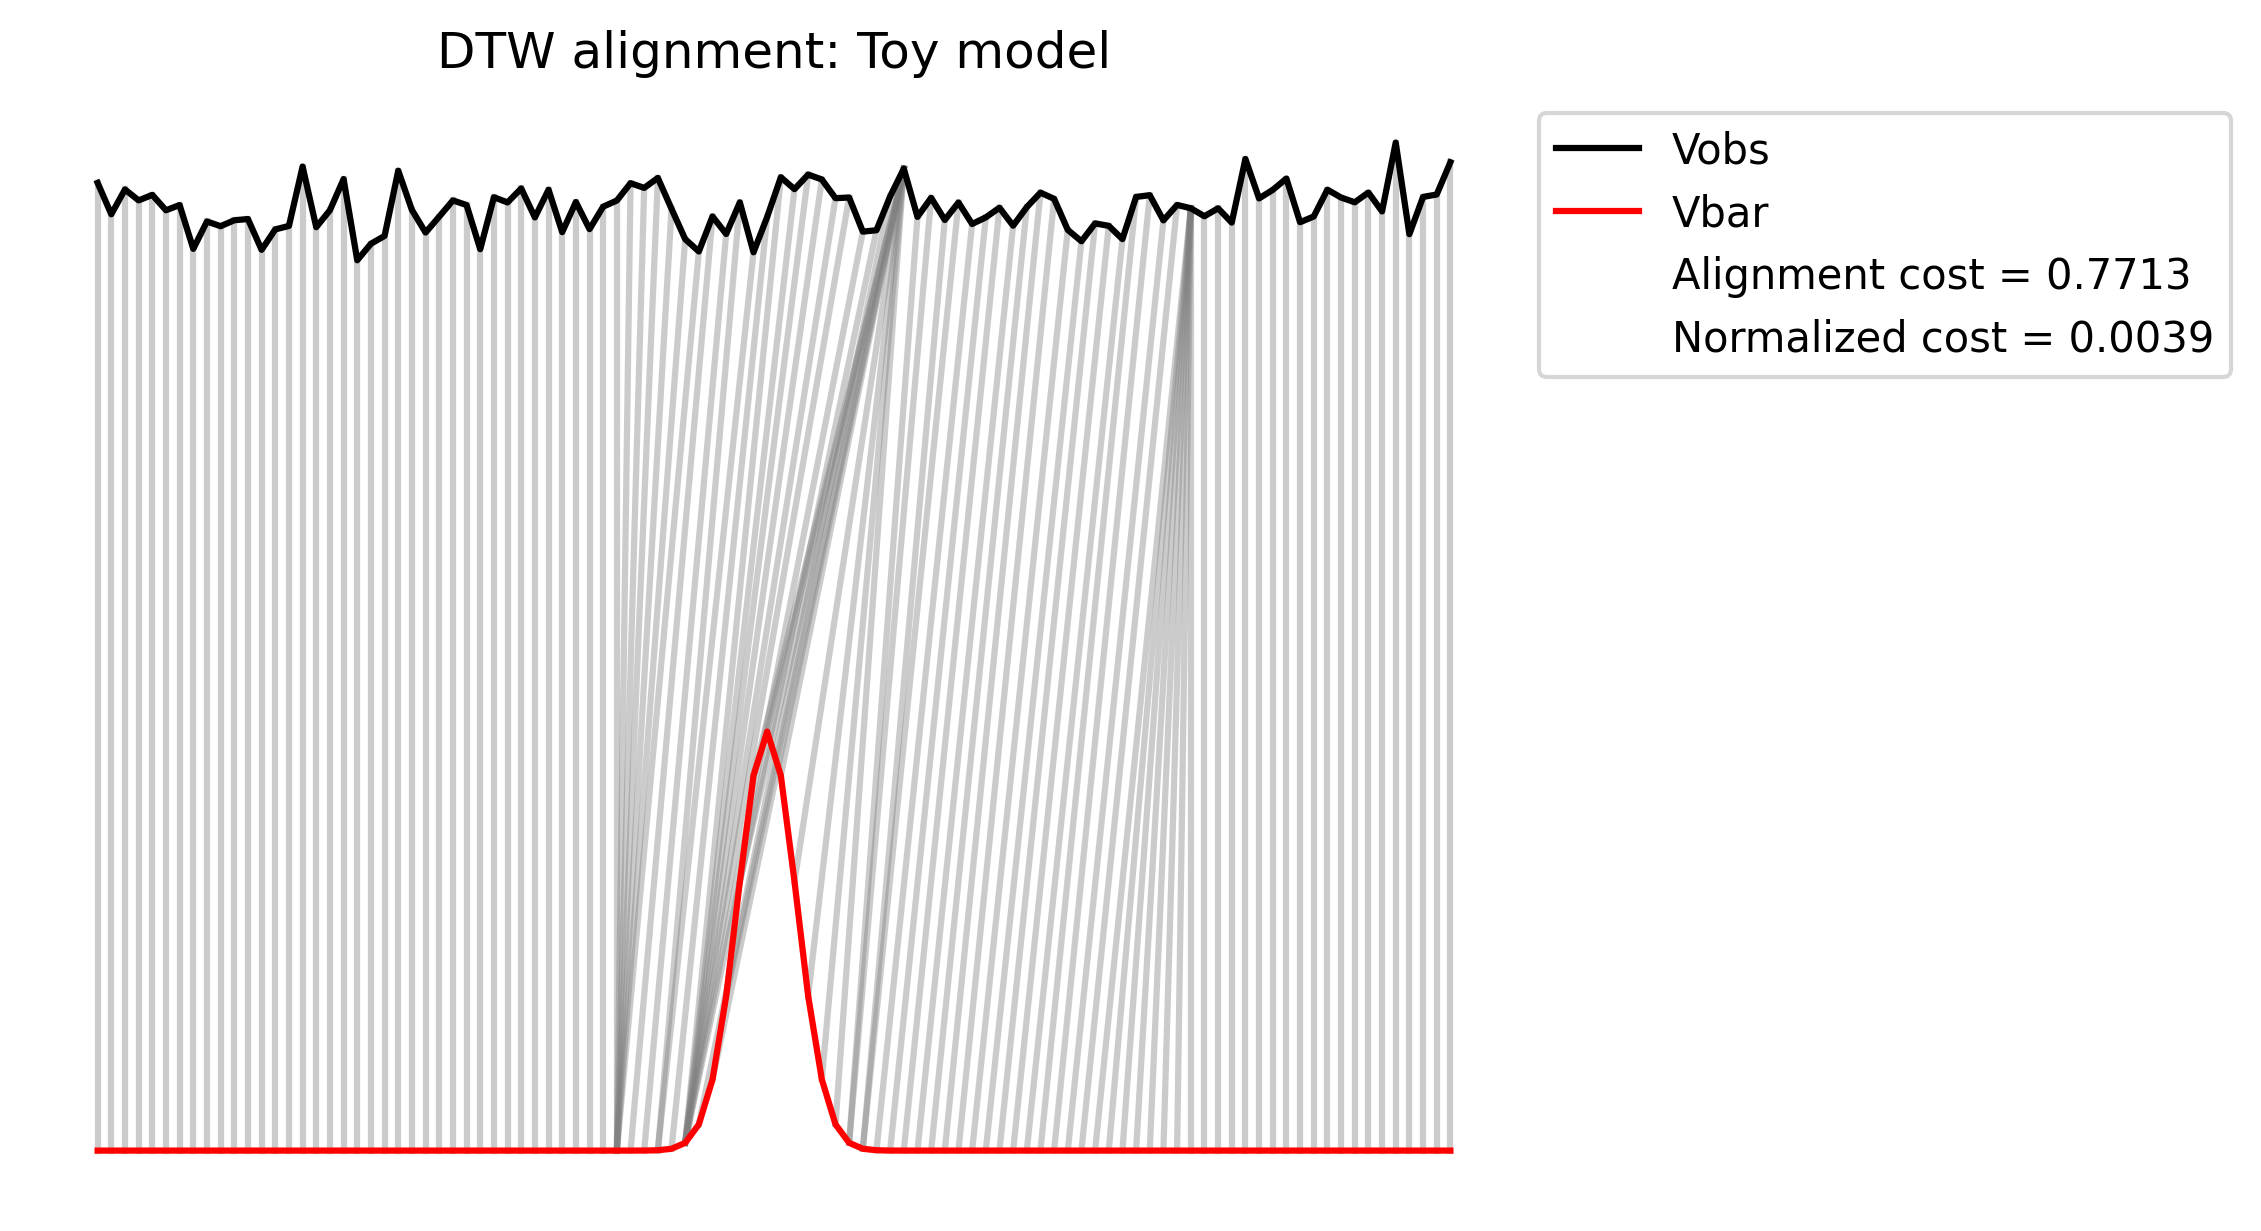 DTW alignment: Toy model
Vobs
Vbar
Alignment cost = 0.7713
Normalized cost = 0.0039